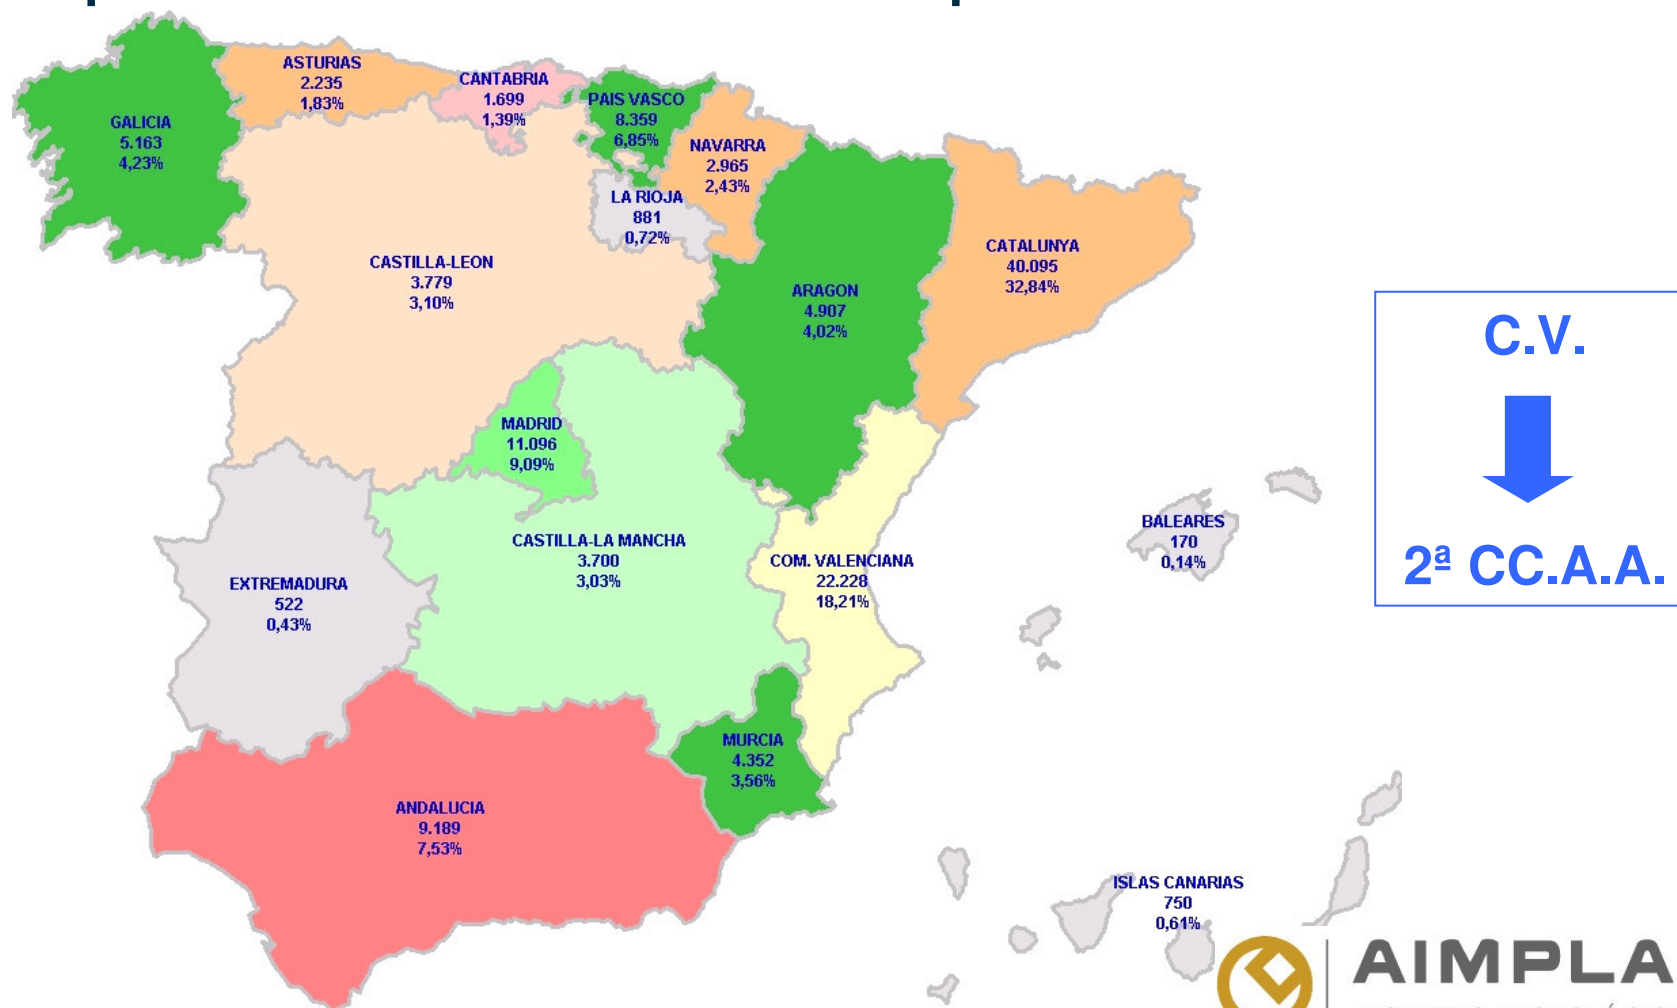 ASTURIAS
2.235
1,83%
CANTABRIA
1.699
1,39%
PAIS VASCO
8.359
6,85%
GALICIA
5.163
4,23%
NAVARRA
2.965
2,43%
LA RIOJA
881
0,72%
CATALUNYA
40.095
32,84%
CASTILLA-LEON
3.779
3,10%
ARAGON
4.907
4,02%
C.V.
2ª CC.A.A.
MADRID
11.096
9,09%
BALEARES
170
0,14%
CASTILLA-LA MANCHA
3.700
3,03%
COM. VALENCIANA
22.228
18,21%
EXTREMADURA
522
0,43%
MURCIA
4.352
3,56%
ANDALUCIA
9.189
7,53%
ISLAS CANARIAS
750
0,61%
AIMPLA